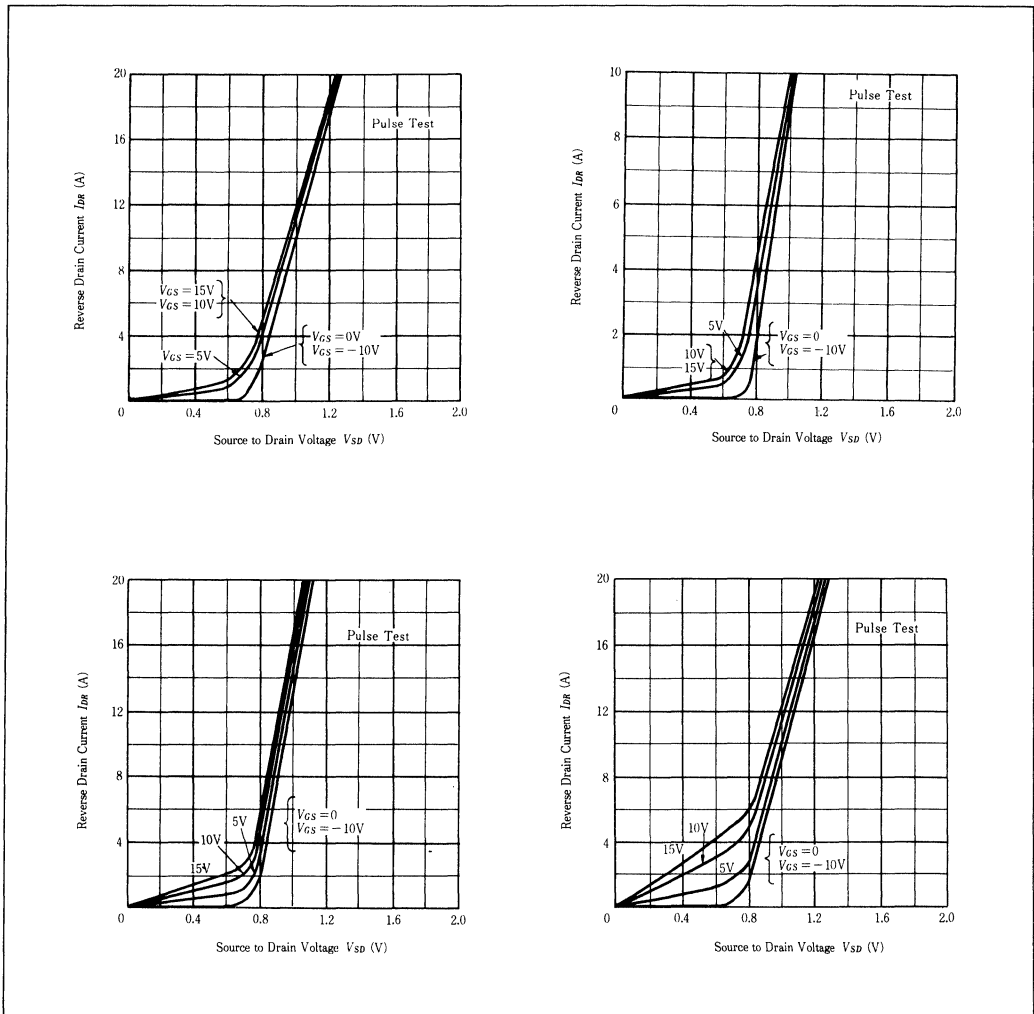 20
16
12
8
4
0
0.4
0.8
1.2
1.6
2.0
Reverse Drain Current IDR (A)
Source to Drain Voltage VSD (V)
Pulse Test
VGS=15V
VGS=10V
VGS=5V
VGS=0V
VGS=−10V
10
8
6
4
2
0
0.4
0.8
1.2
1.6
2.0
Reverse Drain Current IDR (A)
Source to Drain Voltage VSD (V)
Pulse Test
5V
10V
15V
VGS=0
VGS=−10V
20
16
12
8
4
0
0.4
0.8
1.2
1.6
2.0
Reverse Drain Current IDR (A)
Source to Drain Voltage VSD (V)
Pulse Test
5V
10V
15V
VGS=0
VGS=−10V
20
16
12
8
4
0
0.4
0.8
1.2
1.6
2.0
Reverse Drain Current IDR (A)
Source to Drain Voltage VSD (V)
Pulse Test
10V
15V
5V
VGS=0
VGS=−10V